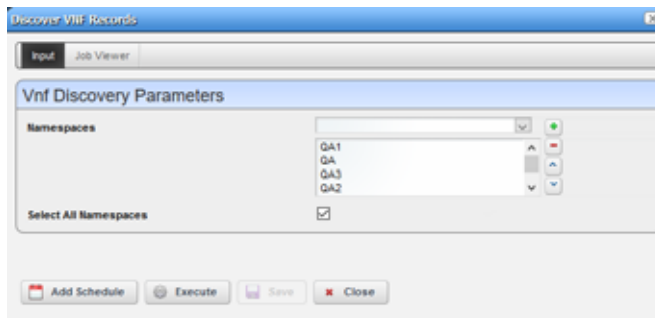 Discover VNF Records
Input Job Viewer
Vnf Discovery Parameters
Namespaces
QA1
QA
QA3
QA2
Select All Namespaces
Add Schedule Execute Save Close